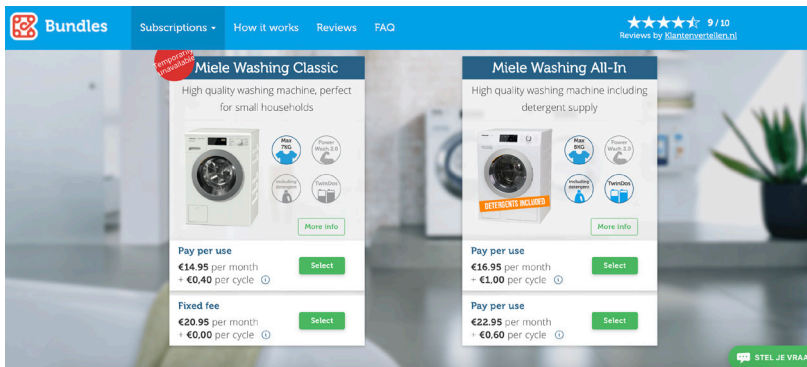 Bundles
Subscriptions
How it works
Reviews
FAQ
9 / 10
Reviews by Klantenvertellen.nl
Temporarily
unavailable
Miele Washing Classic
High quality washing machine, perfect
for small households
Max
7KG
Power
Wash 2.0
Including
detergent
TwinDos
More info
Pay per use
€14.95 per month
+ €0,40 per cycle
Select
Fixed fee
€20.95 per month
+ €0,00 per cycle
Select
Miele Washing All-In
High quality washing machine including
detergent supply
Max
8KG
Power
Wash 2.0
Including
detergent
TwinDos
DETERGENTS INCLUDED
More info
Pay per use
€16.95 per month
+ €1,00 per cycle
Select
Pay per use
€22.95 per month
+ €0,60 per cycle
Select
STEL JE VRAA